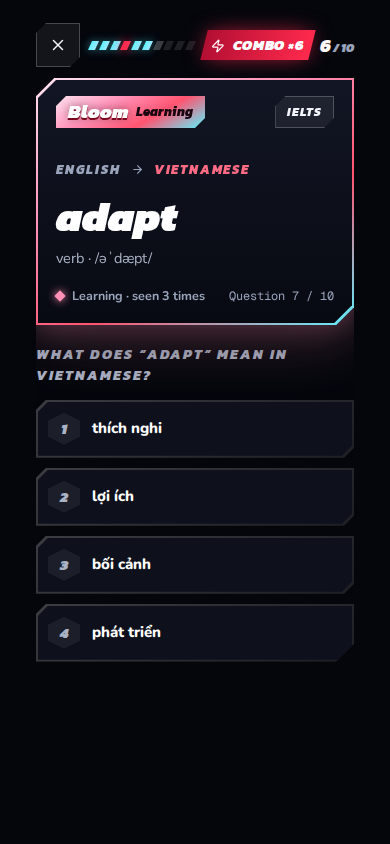 COMBO ×6
6 / 10
Bloom Learning
IELTS
ENGLISH → VIETNAMESE
adapt
verb · /əˈdæpt/
Learning · seen 3 times
Question 7 / 10
WHAT DOES "ADAPT" MEAN IN
VIETNAMESE?
1 thích nghi
2 lợi ích
3 bối cảnh
4 phát triển